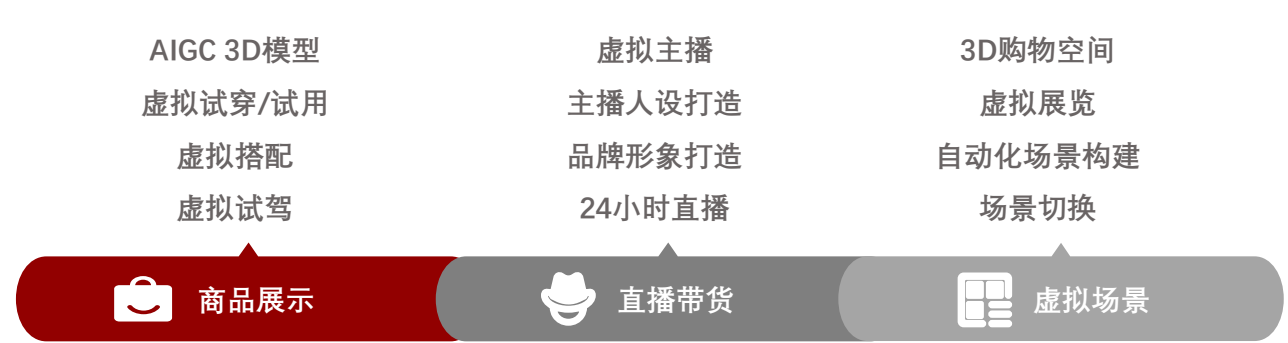 AIGC 3D模型
虚拟试穿/试用
虚拟搭配
虚拟试驾
商品展示
虚拟主播
主播人设打造
品牌形象打造
24小时直播
直播带货
3D购物空间
虚拟展览
自动化场景构建
场景切换
虚拟场景